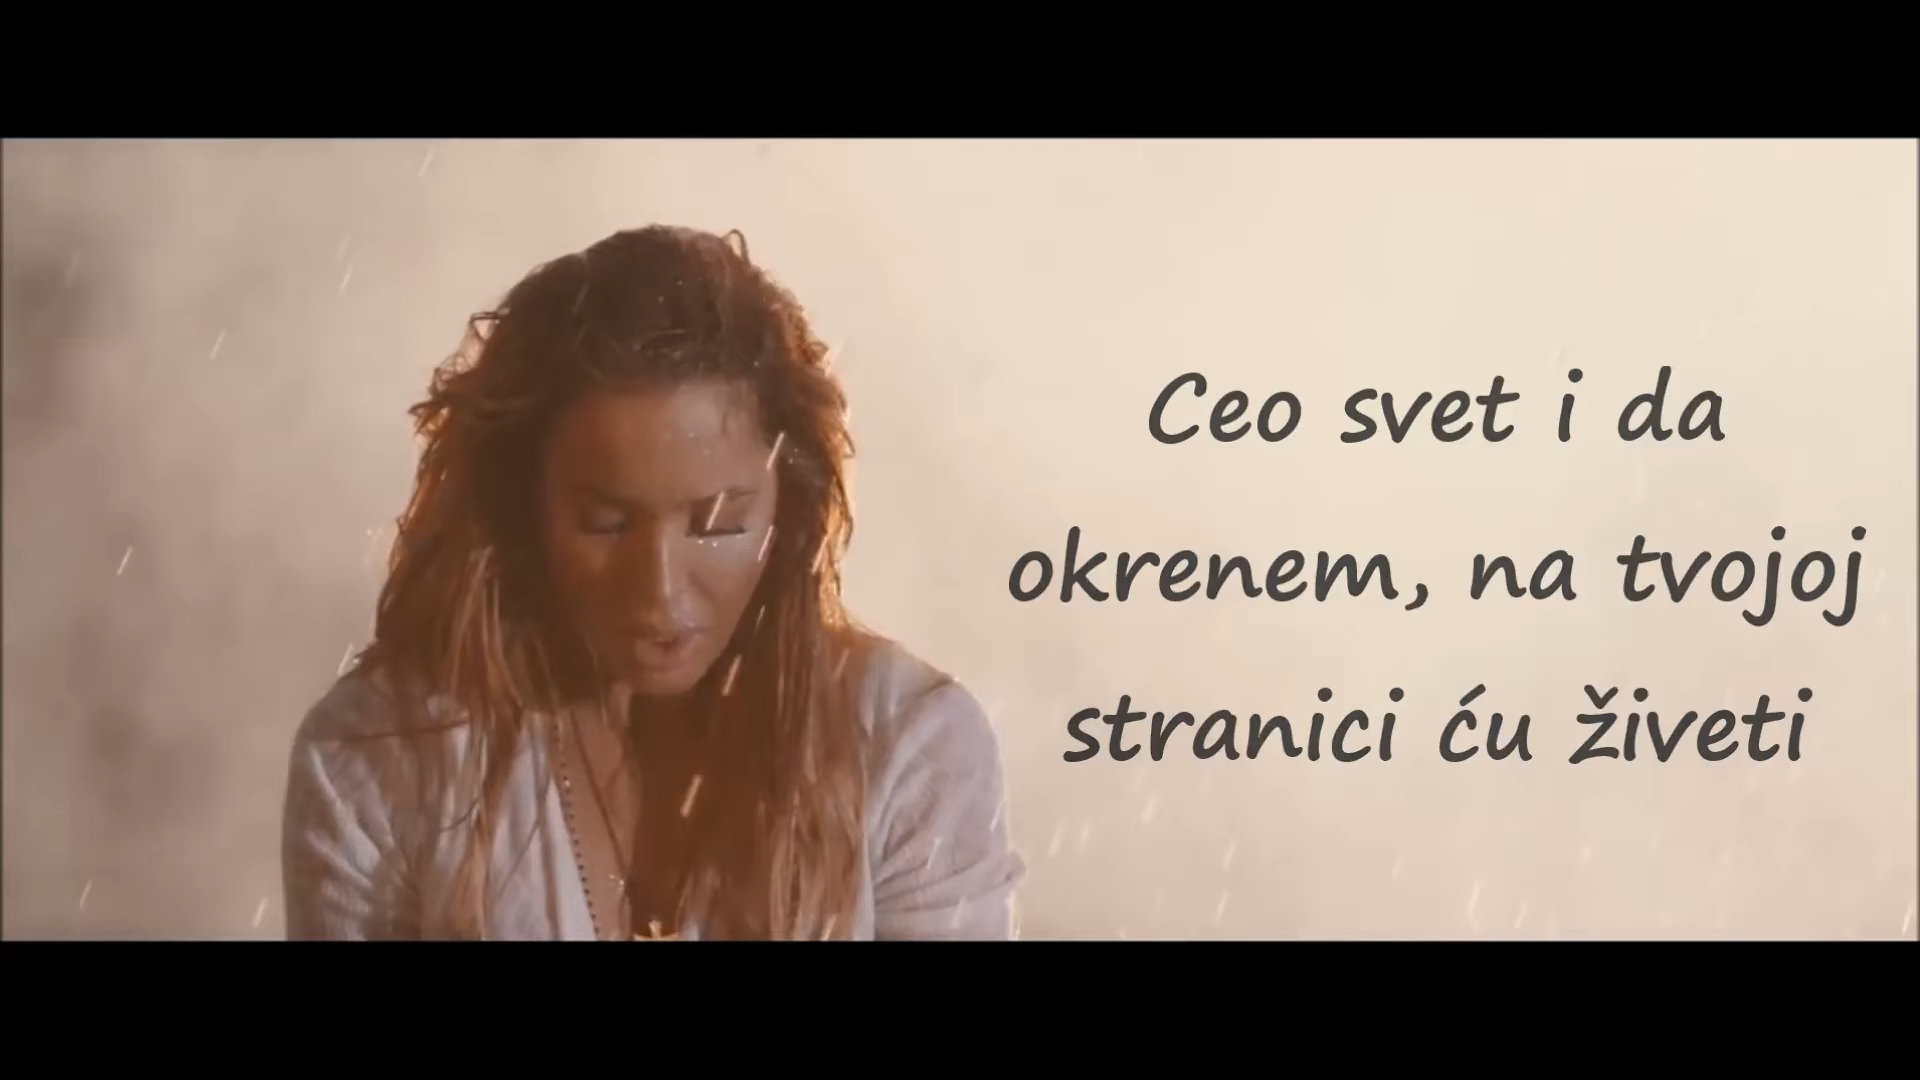 Ceo svet i da
okrenem, na tvojoj
stranici ću živeti